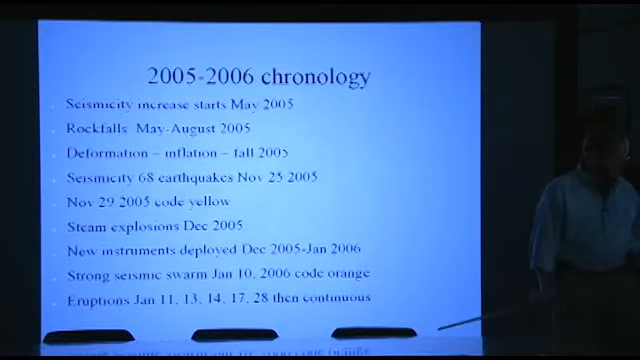 2005-2006 chronology
Seismicity increase starts May 2005
Rockfalls May-August 2005
Deformation – inflation – fall 2005
Seismicity 68 earthquakes Nov 25 2005
Nov 29 2005 code yellow
Steam explosions Dec 2005
New instruments deployed Dec 2005-Jan 2006
Strong seismic swarm Jan 10, 2006 code orange
Eruptions Jan 11, 13, 14, 17, 28 then continuous